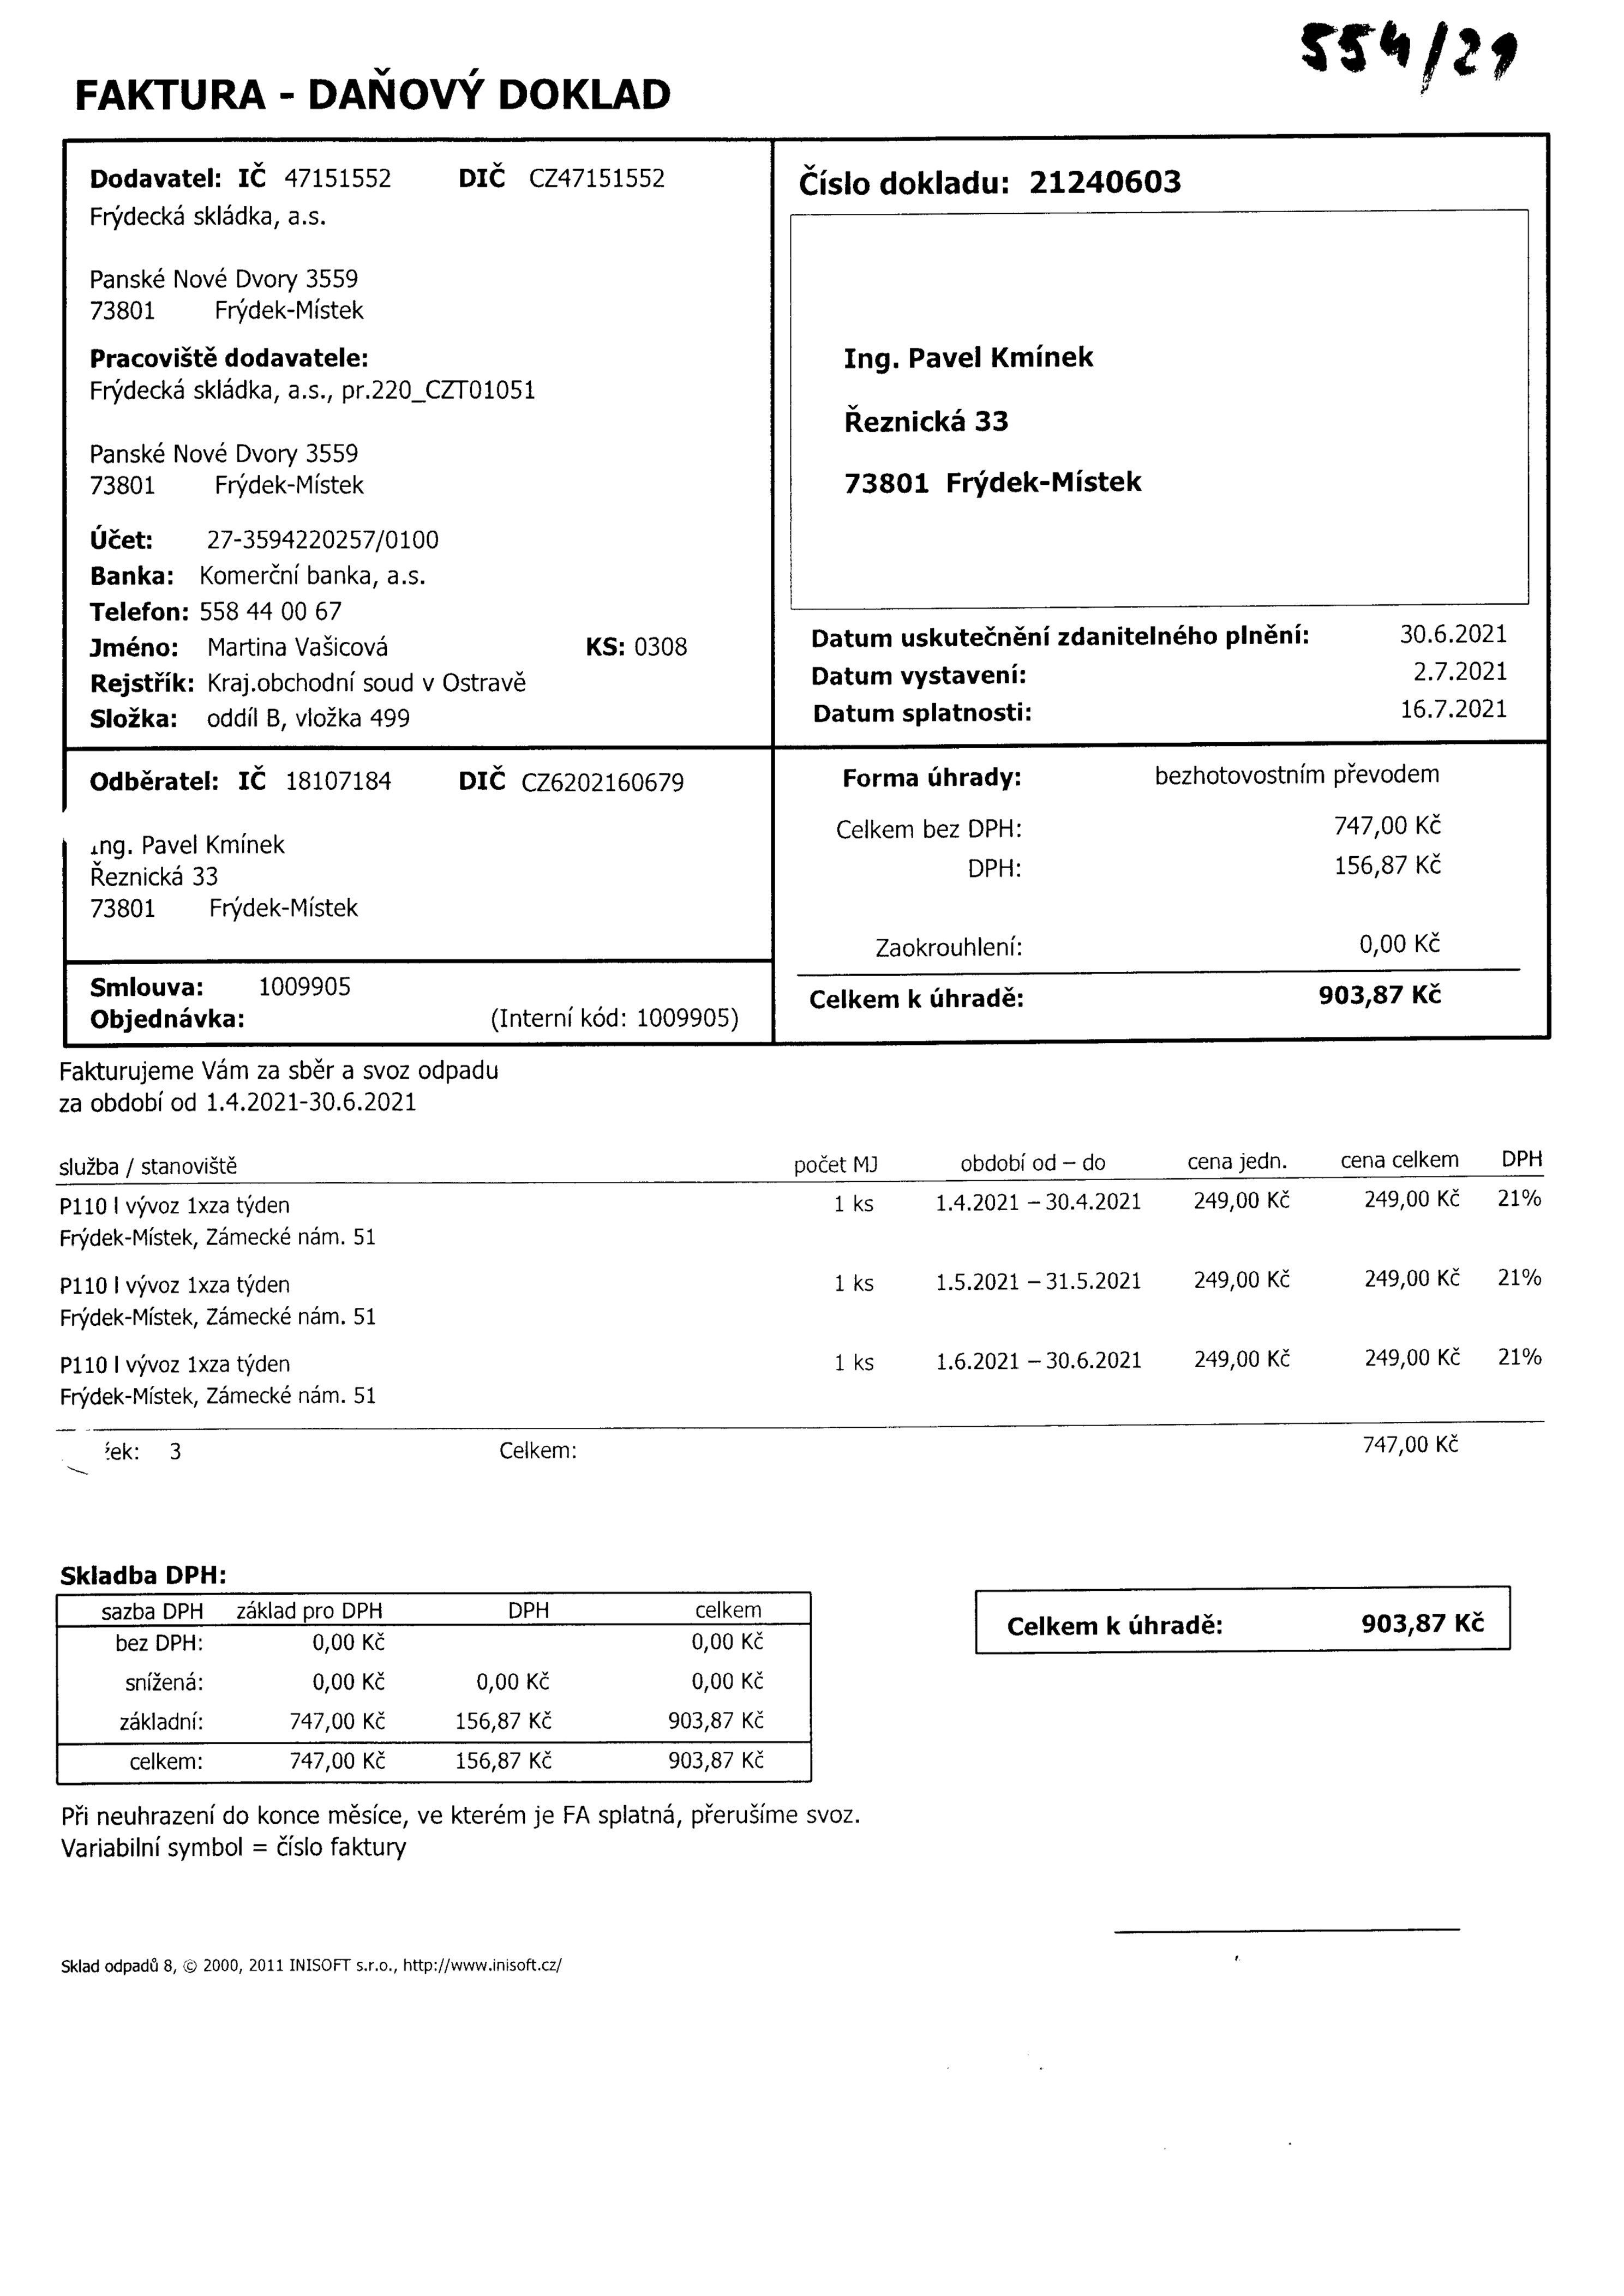 554/21
FAKTURA - DAŇOVÝ DOKLAD
Dodavatel: IČ 47151552 DIČ CZ47151552
Frýdecká skládka, a.s.
Panské Nové Dvory 3559
73801 Frýdek-Místek
Pracoviště dodavatele:
Frýdecká skládka, a.s., pr.220_CZT01051
Panské Nové Dvory 3559
73801 Frýdek-Místek
Účet: 27-3594220257/0100
Banka: Komerční banka, a.s.
Telefon: 558 44 00 67
Jméno: Martina Vašicová KS: 0308
Rejstřík: Kraj.obchodní soud v Ostravě
Složka: oddíl B, vložka 499
Číslo dokladu: 21240603
Ing. Pavel Kmínek
Řeznická 33
73801 Frýdek-Místek
Datum uskutečnění zdanitelného plnění: 30.6.2021
Datum vystavení: 2.7.2021
Datum splatnosti: 16.7.2021
Odběratel: IČ 18107184 DIČ CZ6202160679
Ing. Pavel Kmínek
Řeznická 33
73801 Frýdek-Místek
Smlouva: 1009905
Objednávka: (Interní kód: 1009905)
Forma úhrady: bezhotovostním převodem
Celkem bez DPH: 747,00 Kč
DPH: 156,87 Kč
Zaokrouhlení: 0,00 Kč
Celkem k úhradě: 903,87 Kč
Fakturujeme Vám za sběr a svoz odpadu
za období od 1.4.2021-30.6.2021
služba / stanoviště počet MJ období od – do cena jedn. cena celkem DPH
P110 l vývoz 1xza týden 1 ks 1.4.2021 – 30.4.2021 249,00 Kč 249,00 Kč 21%
Frýdek-Místek, Zámecké nám. 51
P110 l vývoz 1xza týden 1 ks 1.5.2021 – 31.5.2021 249,00 Kč 249,00 Kč 21%
Frýdek-Místek, Zámecké nám. 51
P110 l vývoz 1xza týden 1 ks 1.6.2021 – 30.6.2021 249,00 Kč 249,00 Kč 21%
Frýdek-Místek, Zámecké nám. 51
ek: 3 Celkem: 747,00 Kč
Skladba DPH:
sazba DPH základ pro DPH DPH celkem
bez DPH: 0,00 Kč 0,00 Kč
snížená: 0,00 Kč 0,00 Kč 0,00 Kč
základní: 747,00 Kč 156,87 Kč 903,87 Kč
celkem: 747,00 Kč 156,87 Kč 903,87 Kč
Celkem k úhradě: 903,87 Kč
Při neuhrazení do konce měsíce, ve kterém je FA splatná, přerušíme svoz.
Variabilní symbol = číslo faktury
Sklad odpadů 8, © 2000, 2011 INISOFT s.r.o., http://www.inisoft.cz/